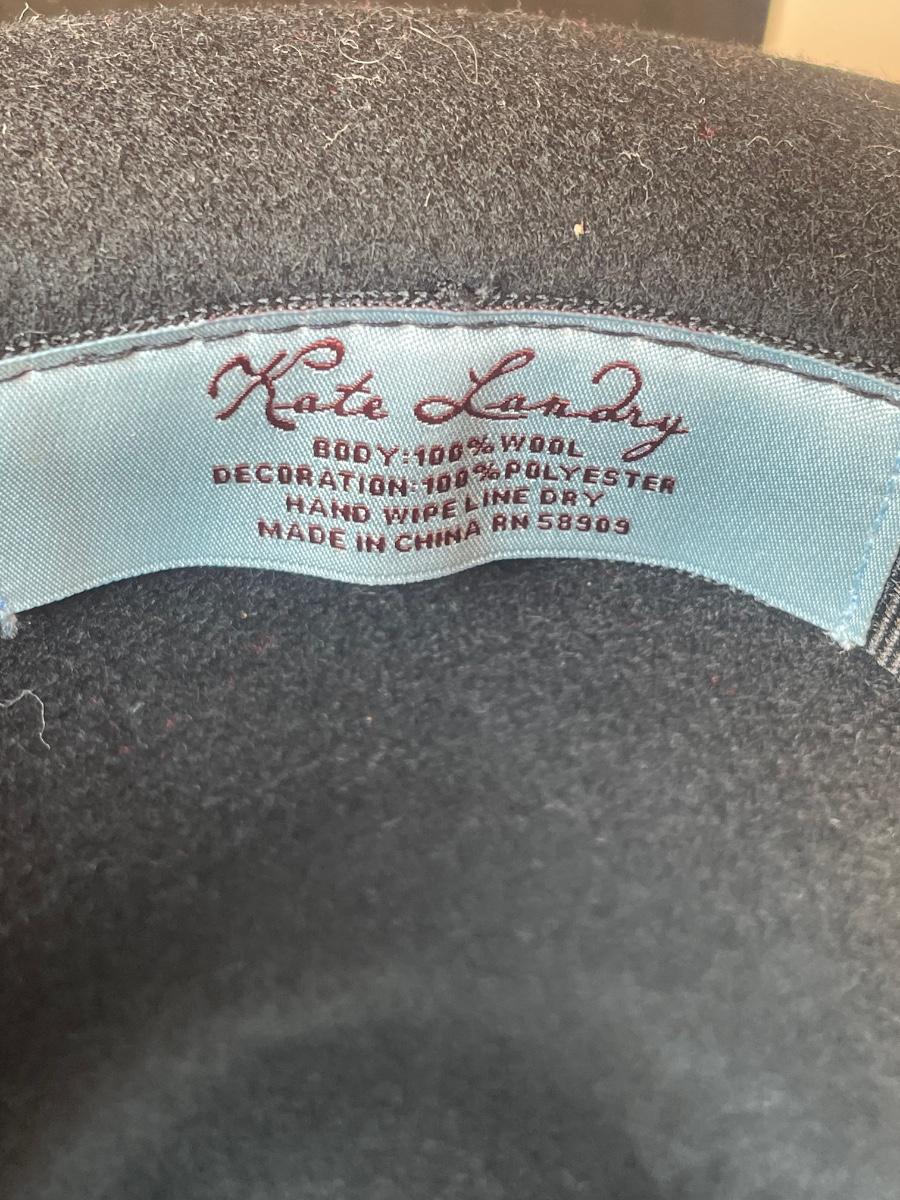 Kate Landry
BODY:100%WOOL
DECORATION:100%POLYESTER
HAND WIPE LINE DRY
MADE IN CHINA RN 58909